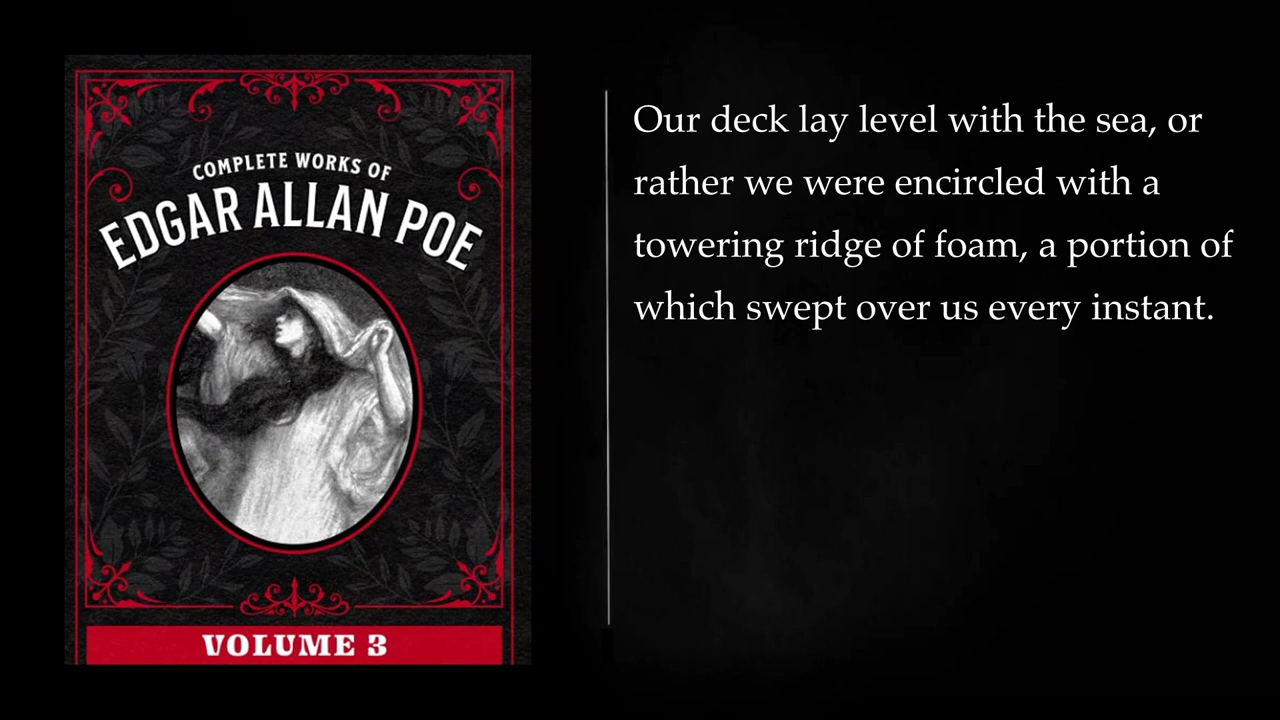 COMPLETE WORKS OF
EDGAR ALLAN POE
VOLUME 3
Our deck lay level with the sea, or
rather we were encircled with a
towering ridge of foam, a portion of
which swept over us every instant.